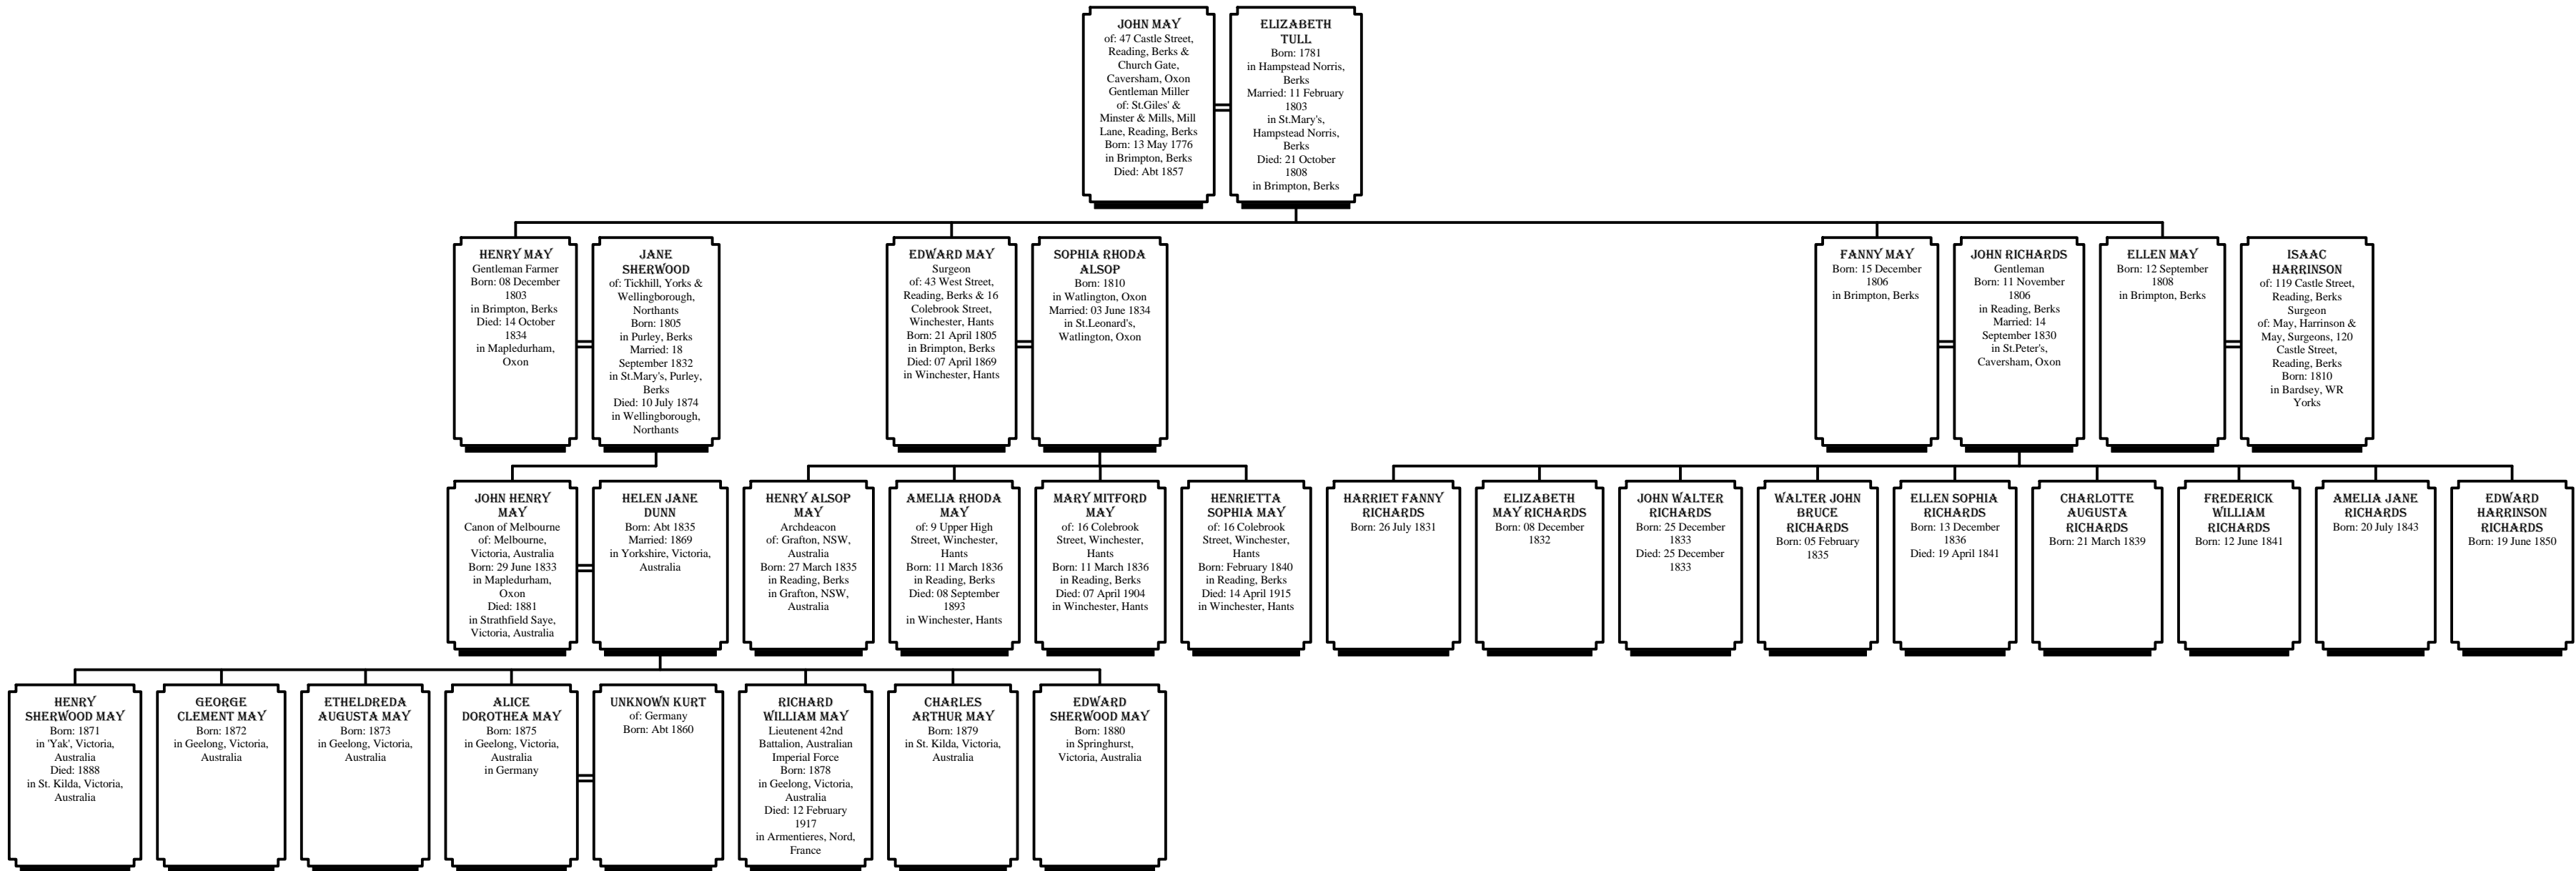 JOHN MAY
of: 47 Castle Street,
Reading, Berks &
Church Gate,
Caversham, Oxon
Gentleman Miller
of: St.Giles' &
Minster & Mills, Mill
Lane, Reading, Berks
Born: 13 May 1776
in Brimpton, Berks
Died: Abt 1857
ELIZABETH
TULL
Born: 1781
in Hampstead Norris,
Berks
Married: 11 February
1803
in St.Mary's,
Hampstead Norris,
Berks
Died: 21 October
1808
in Brimpton, Berks
HENRY MAY
Gentleman Farmer
Born: 08 December
1803
in Brimpton, Berks
Died: 14 October
1834
in Mapledurham,
Oxon
JANE
SHERWOOD
of: Tickhill, Yorks &
Wellingborough,
Northants
Born: 1805
in Purley, Berks
Married: 18
September 1832
in St.Mary's, Purley,
Berks
Died: 10 July 1874
in Wellingborough,
Northants
EDWARD MAY
Surgeon
of: 43 West Street,
Reading, Berks & 16
Colebrook Street,
Winchester, Hants
Born: 21 April 1805
in Brimpton, Berks
Died: 07 April 1869
in Winchester, Hants
SOPHIA RHODA
ALSOP
Born: 1810
in Watlington, Oxon
Married: 03 June 1834
in St.Leonard's,
Watlington, Oxon
FANNY MAY
Born: 15 December
1806
in Brimpton, Berks
JOHN RICHARDS
Gentleman
Born: 11 November
1806
in Reading, Berks
Married: 14
September 1830
in St.Peter's,
Caversham, Oxon
ELLEN MAY
Born: 12 September
1808
in Brimpton, Berks
ISAAC
HARRINSON
of: 119 Castle Street,
Reading, Berks
Surgeon
of: May, Harrinson &
May, Surgeons, 120
Castle Street,
Reading, Berks
Born: 1810
in Bardsey, WR
Yorks
JOHN HENRY
MAY
Canon of Melbourne
of: Melbourne,
Victoria, Australia
Born: 29 June 1833
in Mapledurham,
Oxon
Died: 1881
in Strathfield Saye,
Victoria, Australia
HELEN JANE
DUNN
Born: Abt 1835
Married: 1869
in Yorkshire, Victoria,
Australia
HENRY ALSOP
MAY
Archdeacon
of: Grafton, NSW,
Australia
Born: 27 March 1835
in Reading, Berks
in Grafton, NSW,
Australia
AMELIA RHODA
MAY
of: 9 Upper High
Street, Winchester,
Hants
Born: 11 March 1836
in Reading, Berks
Died: 08 September
1893
in Winchester, Hants
MARY MITFORD
MAY
of: 16 Colebrook
Street, Winchester,
Hants
Born: 11 March 1836
in Reading, Berks
Died: 07 April 1904
in Winchester, Hants
HENRIETTA
SOPHIA MAY
of: 16 Colebrook
Street, Winchester,
Hants
Born: February 1840
in Reading, Berks
Died: 14 April 1915
in Winchester, Hants
HARRIET FANNY
RICHARDS
Born: 26 July 1831
ELIZABETH
MAY RICHARDS
Born: 08 December
1832
JOHN WALTER
RICHARDS
Born: 25 December
1833
Died: 25 December
1833
WALTER JOHN
BRUCE
RICHARDS
Born: 05 February
1835
ELLEN SOPHIA
RICHARDS
Born: 13 December
1836
Died: 19 April 1841
CHARLOTTE
AUGUSTA
RICHARDS
Born: 21 March 1839
FREDERICK
WILLIAM
RICHARDS
Born: 12 June 1841
AMELIA JANE
RICHARDS
Born: 20 July 1843
EDWARD
HARRINSON
RICHARDS
Born: 19 June 1850
HENRY
SHERWOOD MAY
Born: 1871
in 'Yak', Victoria,
Australia
Died: 1888
in St. Kilda, Victoria,
Australia
GEORGE
CLEMENT MAY
Born: 1872
in Geelong, Victoria,
Australia
ETHELDREDA
AUGUSTA MAY
Born: 1873
in Geelong, Victoria,
Australia
ALICE
DOROTHEA MAY
Born: 1875
in Geelong, Victoria,
Australia
in Germany
UNKNOWN KURT
of: Germany
Born: Abt 1860
RICHARD
WILLIAM MAY
Lieutenent 42nd
Battalion, Australian
Imperial Force
Born: 1878
in Geelong, Victoria,
Australia
Died: 12 February
1917
in Armentieres, Nord,
France
CHARLES
ARTHUR MAY
Born: 1879
in St. Kilda, Victoria,
Australia
EDWARD
SHERWOOD MAY
Born: 1880
in Springhurst,
Victoria, Australia